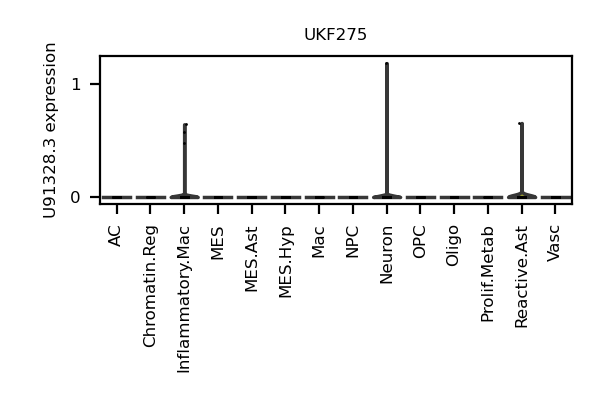 UKF275
U91328.3 expression
1
0
AC
Chromatin.Reg
Inflammatory.Mac
MES
MES.Ast
MES.Hyp
Mac
NPC
Neuron
OPC
Oligo
Prolif.Metab
Reactive.Ast
Vasc